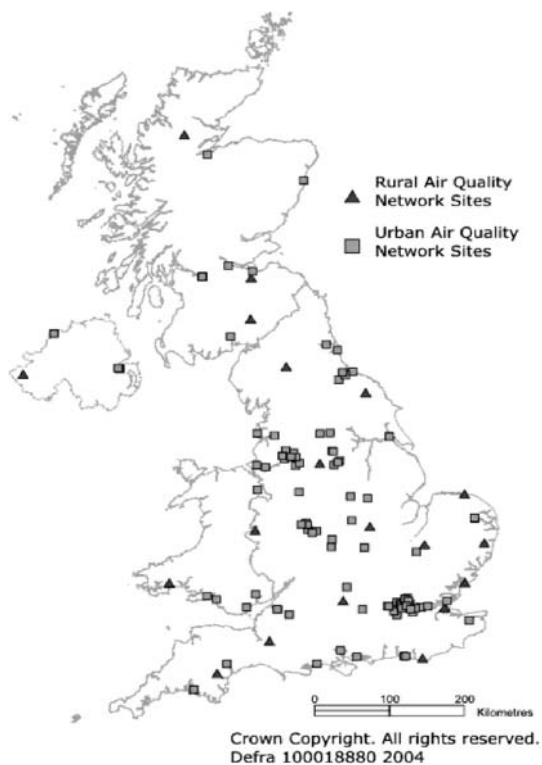 Rural Air Quality
Network Sites
Urban Air Quality
Network Sites
0 100 200
Kilometres
Crown Copyright. All rights reserved.
Defra 100018880 2004